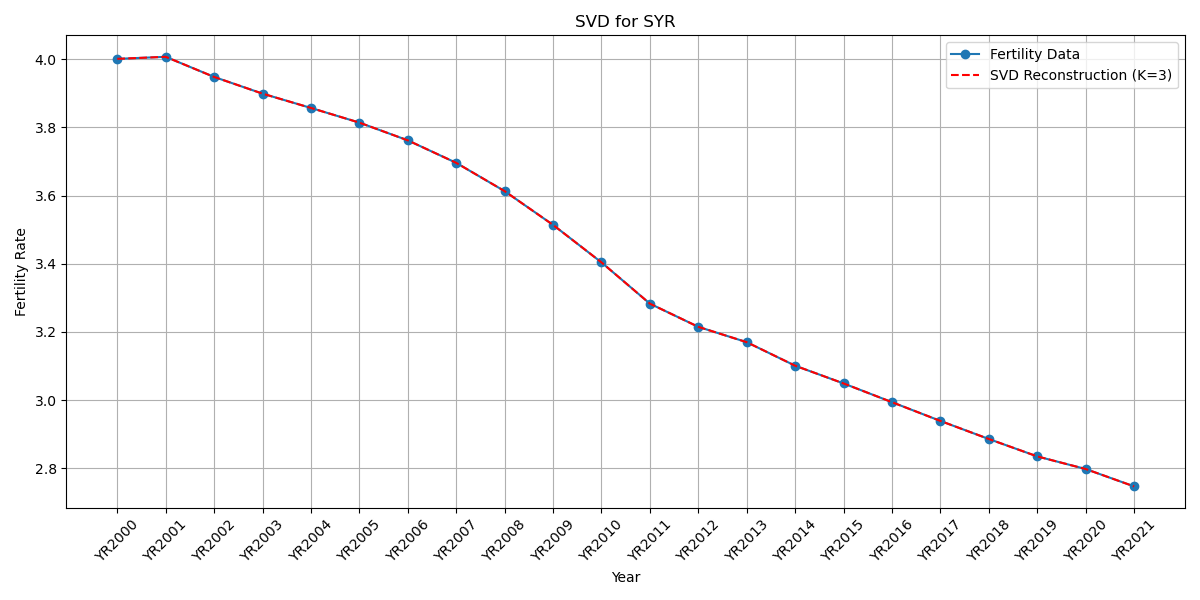 SVD for SYR
Fertility Data
SVD Reconstruction (K=3)
Fertility Rate
4.0
3.8
3.6
3.4
3.2
3.0
2.8
YR2000
YR2001
YR2002
YR2003
YR2004
YR2005
YR2006
YR2007
YR2008
YR2009
YR2010
YR2011
YR2012
YR2013
YR2014
YR2015
YR2016
YR2017
YR2018
YR2019
YR2020
YR2021
Year